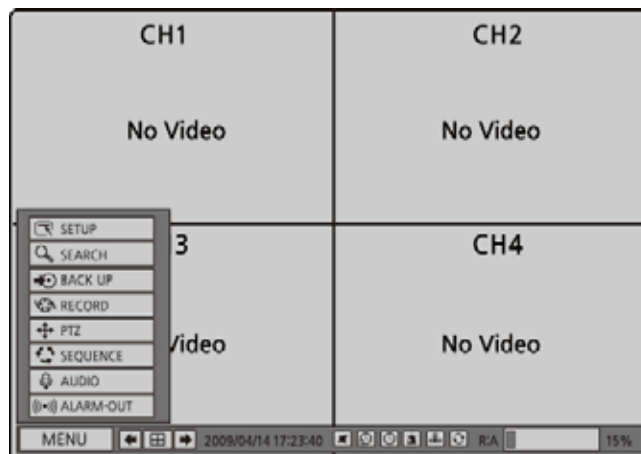 CH1
CH2
No Video
No Video
SETUP
SEARCH
BACK UP
RECORD
PTZ
SEQUENCE
AUDIO
ALARM-OUT
3
CH4
Video
No Video
MENU
2009/04/14 17:23:40
R:A
15%